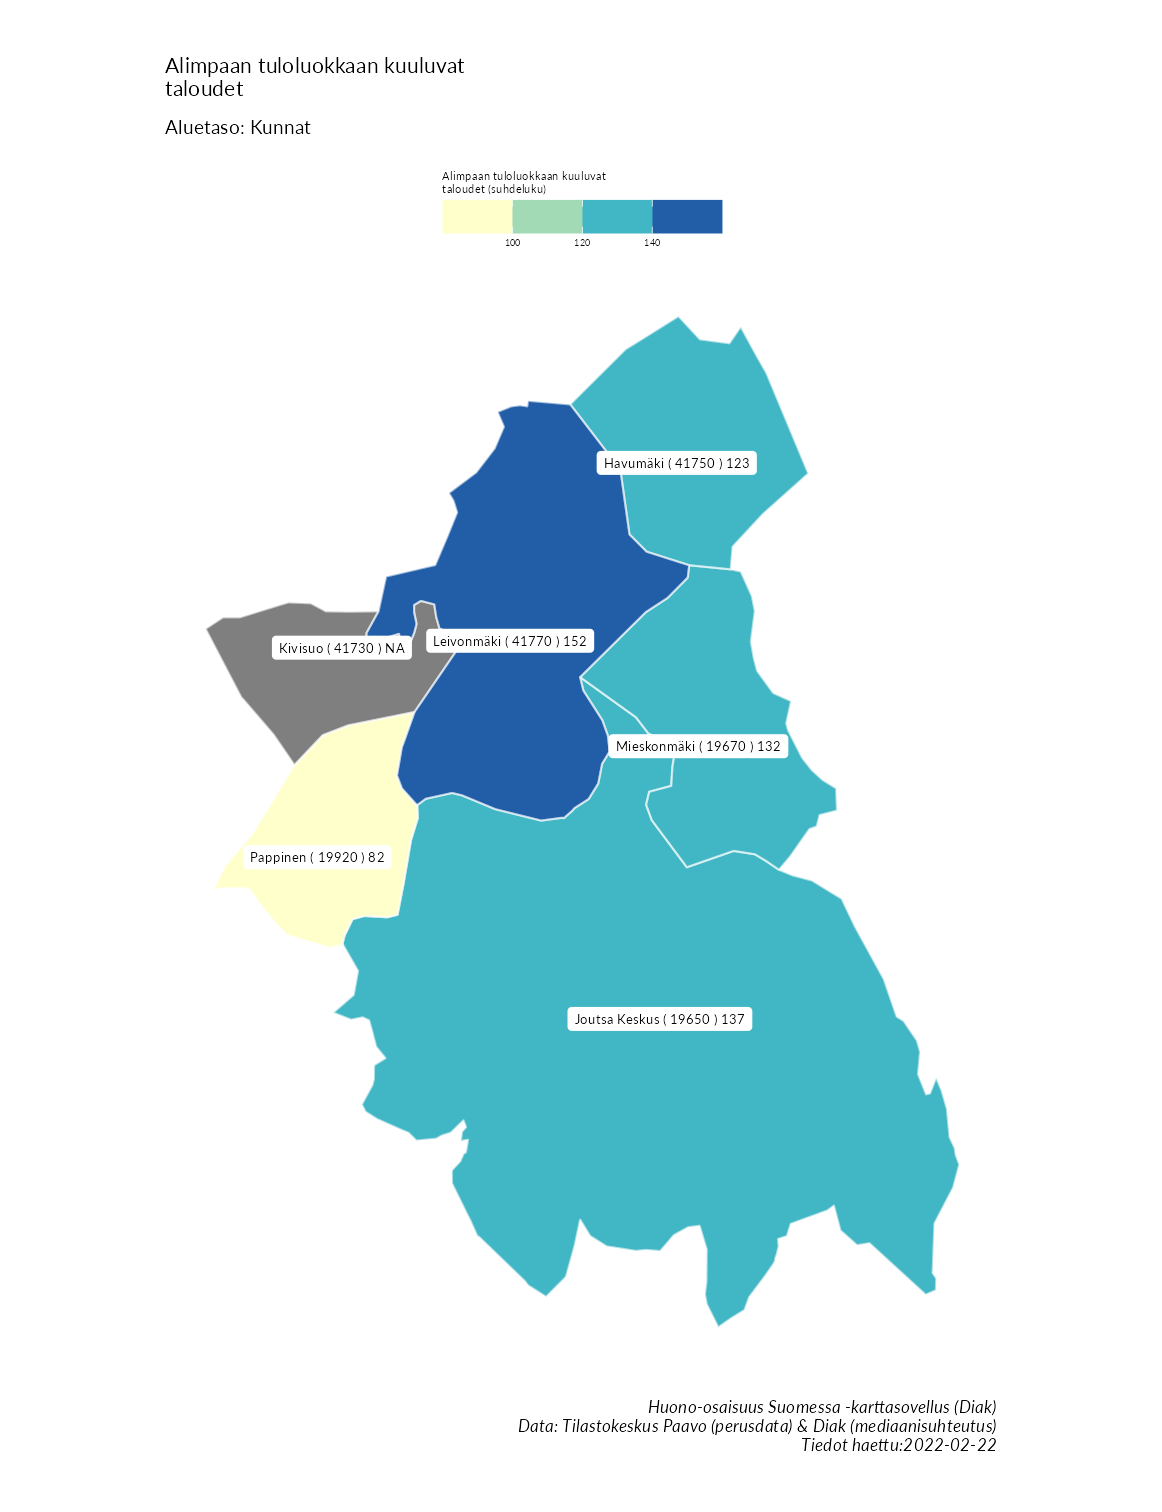 Alimpaan tuloluokkaan kuuluvat
taloudet
Aluetaso: Kunnat
Alimpaan tuloluokkaan kuuluvat
taloudet (suhdeluku)
100 120 140
Havumäki ( 41750 ) 123
Leivonmäki ( 41770 ) 152
Kivisuo ( 41730 ) NA
Mieskonmäki ( 19670 ) 132
Pappinen ( 19920 ) 82
Joutsa Keskus ( 19650 ) 137
Huono-osaisuus Suomessa -karttasovellus (Diak)
Data: Tilastokeskus Paavo (perusdata) & Diak (mediaanisuhteutus)
Tiedot haettu:2022-02-22